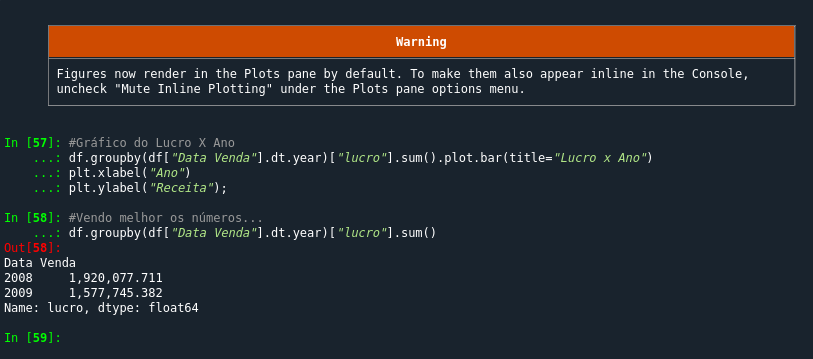 Warning
Figures now render in the Plots pane by default. To make them also appear inline in the Console,
uncheck "Mute Inline Plotting" under the Plots pane options menu.
In [57]: #Gráfico do Lucro X Ano
...: df.groupby(df["Data Venda"].dt.year)["lucro"].sum().plot.bar(title="Lucro x Ano")
...: plt.xlabel("Ano")
...: plt.ylabel("Receita");
In [58]: #Vendo melhor os números...
...: df.groupby(df["Data Venda"].dt.year)["lucro"].sum()
Out[58]:
Data Venda
2008     1,920,077.711
2009     1,577,745.382
Name: lucro, dtype: float64
In [59]: